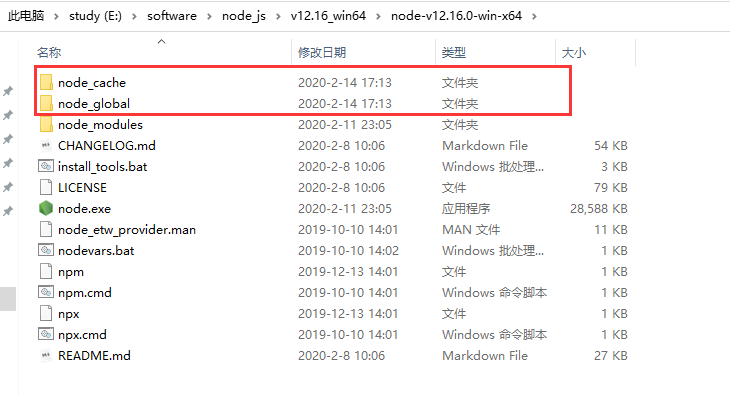 此电脑 › study (E:) › software › node_js › v12.16_win64 › node-v12.16.0-win-x64 ›
名称 修改日期 类型 大小
node_cache 2020-2-14 17:13 文件夹
node_global 2020-2-14 17:13 文件夹
node_modules 2020-2-11 23:05 文件夹
CHANGELOG.md 2020-2-8 10:06 Markdown File 54 KB
install_tools.bat 2020-2-8 10:06 Windows 批处理... 3 KB
LICENSE 2020-2-8 10:06 文件 79 KB
node.exe 2020-2-11 23:05 应用程序 28,588 KB
node_etw_provider.man 2019-10-10 14:01 MAN 文件 11 KB
nodevars.bat 2019-10-10 14:02 Windows 批处理... 1 KB
npm 2019-12-13 14:01 文件 1 KB
npm.cmd 2019-10-10 14:01 Windows 命令脚本 1 KB
npx 2019-12-13 14:01 文件 1 KB
npx.cmd 2019-10-10 14:01 Windows 命令脚本 1 KB
README.md 2020-2-8 10:06 Markdown File 27 KB